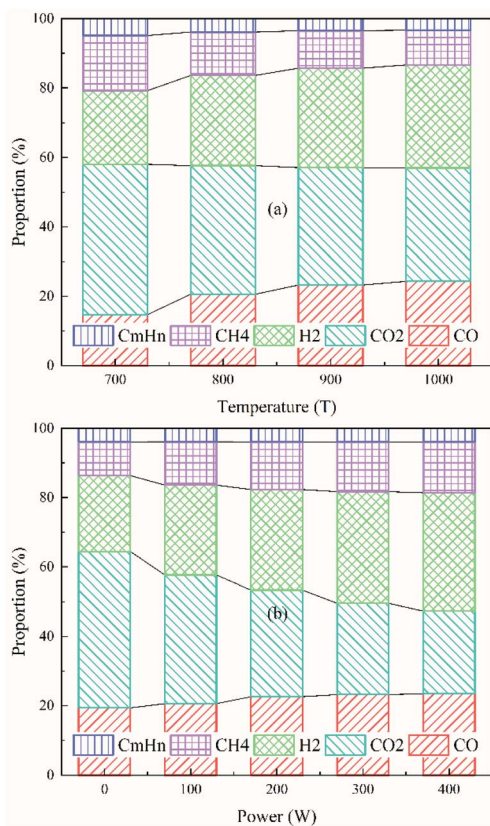 100
80
60
40
20
0
Proportion (%)
(a)
CmHn CH4 H2 CO2 CO
700 800 900 1000
Temperature (T)
100
80
60
40
20
0
Proportion (%)
(b)
CmHn CH4 H2 CO2 CO
0 100 200 300 400
Power (W)